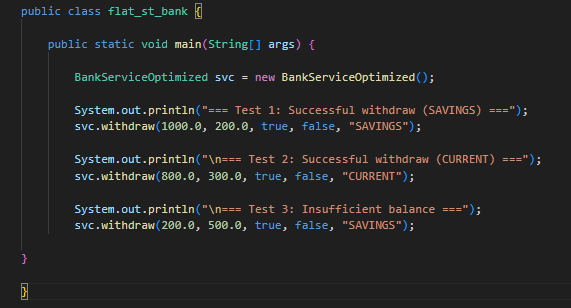 public class flat_st_bank {
public static void main(String[] args) {
BankServiceOptimized svc = new BankServiceOptimized();
System.out.println("=== Test 1: Successful withdraw (SAVINGS) ===");
svc.withdraw(1000.0, 200.0, true, false, "SAVINGS");
System.out.println("\n=== Test 2: Successful withdraw (CURRENT) ===");
svc.withdraw(800.0, 300.0, true, false, "CURRENT");
System.out.println("\n=== Test 3: Insufficient balance ===");
svc.withdraw(200.0, 500.0, true, false, "SAVINGS");
}
}